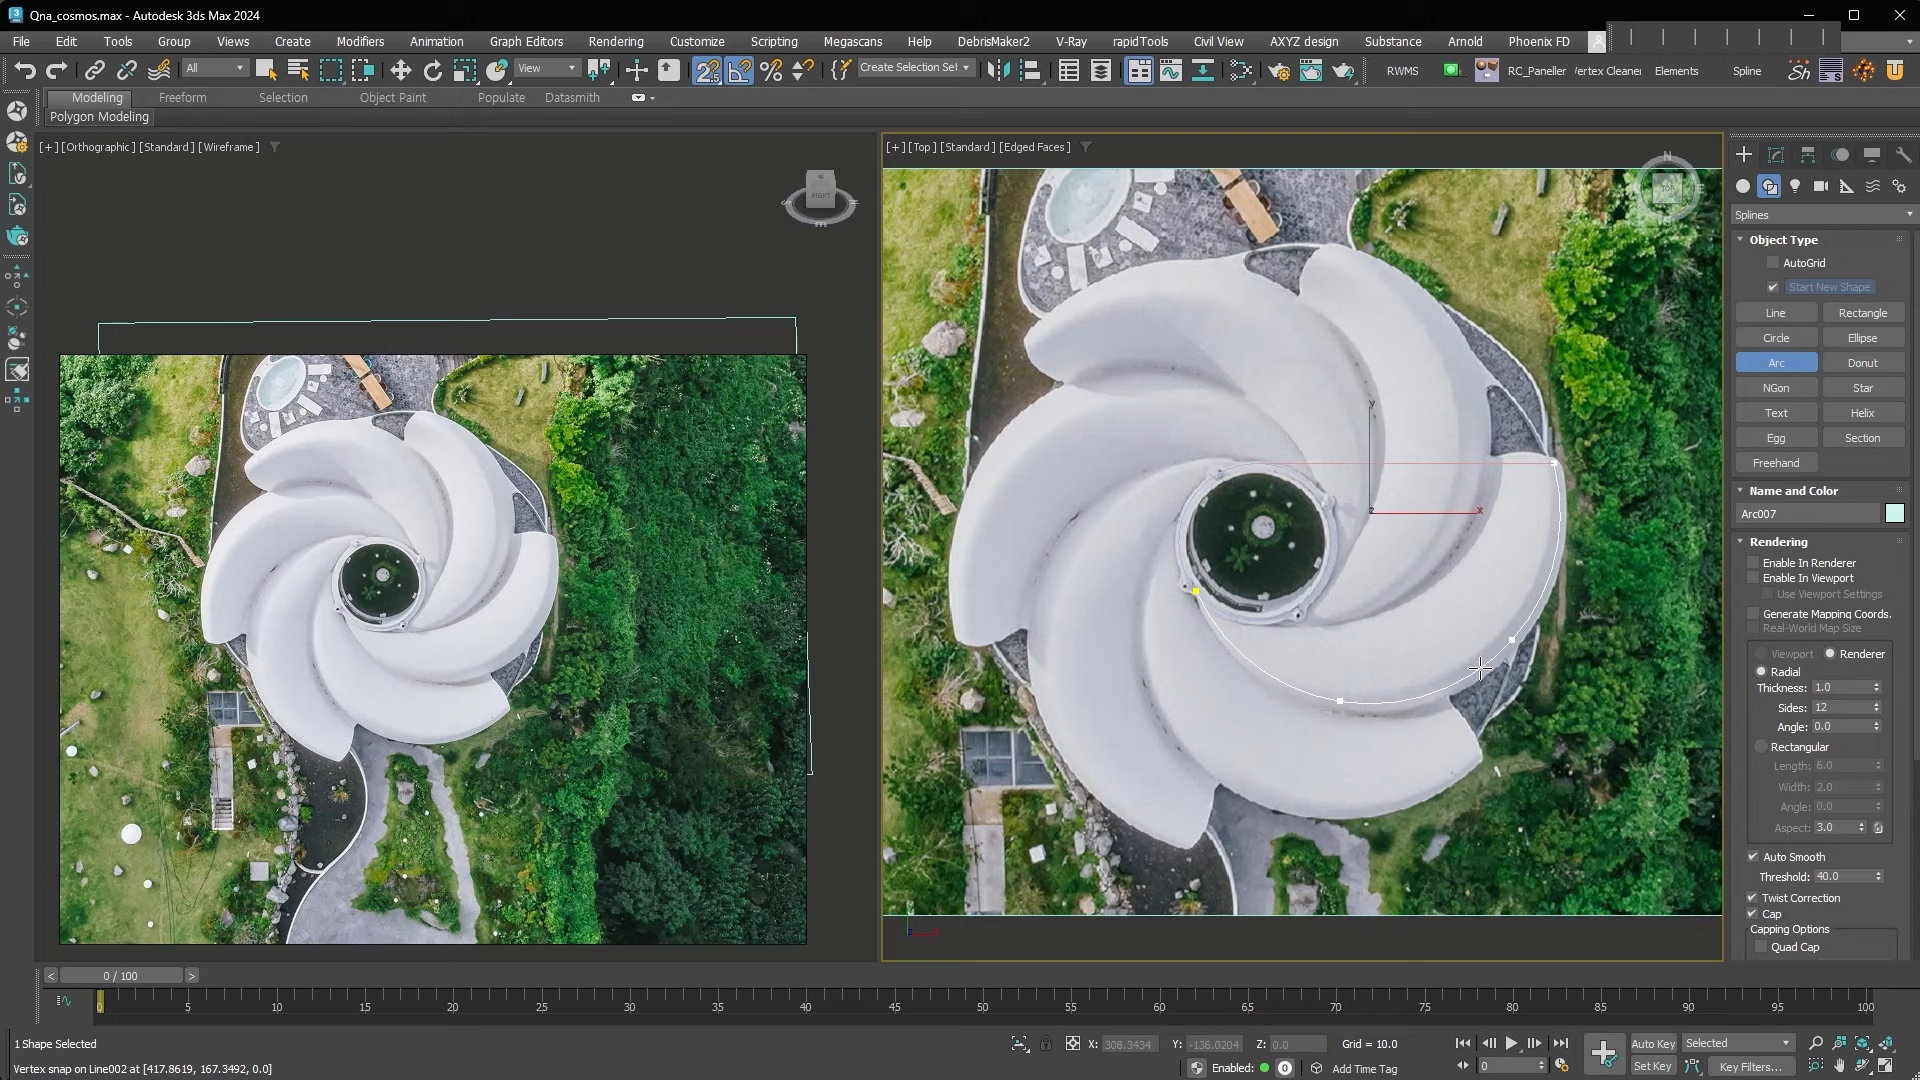 Qna_cosmos.max - Autodesk 3ds Max 2024
File Edit Tools Group Views Create Modifiers Animation Graph Editors Rendering Customize Scripting Megascans Help DebrisMaker2 V-Ray rapidTools Civil View AXYZ design Substance Arnold Phoenix FD
All View Create Selection Set RWMS RC_Paneller /ertex Cleaner Elements Spline
Modeling Freeform Selection Object Paint Populate Datasmith
Polygon Modeling
[+] [Orthographic] [Standard] [Wireframe]
[+] [Top] [Standard] [Edged Faces]
RIGHT
N
TOP
Splines
Object Type
AutoGrid
Start New Shape
Line Rectangle
Circle Ellipse
Arc Donut
NGon Star
Text Helix
Egg Section
Freehand
Name and Color
Arc007
Rendering
Enable In Renderer
Enable In Viewport
Use Viewport Settings
Generate Mapping Coords.
Real-World Map Size
Viewport Renderer
Radial
Thickness: 1.0
Sides: 12
Angle: 0.0
Rectangular
Length: 6.0
Width: 2.0
Angle: 0.0
Aspect: 3.0
Auto Smooth
Threshold: 40.0
Twist Correction
Cap
Capping Options
Quad Cap
y
z
x
< 0 / 100 >
0 5 10 15 20 25 30 35 40 45 50 55 60 65 70 75 80 85 90 95 100
1 Shape Selected
X: 308.3434 Y: -136.0204 Z: 0.0 Grid = 10.0
Auto Key Selected
Vertex snap on Line002 at [417.8619, 167.3492, 0.0]
Enabled: 0 Add Time Tag
0 Set Key Key Filters...